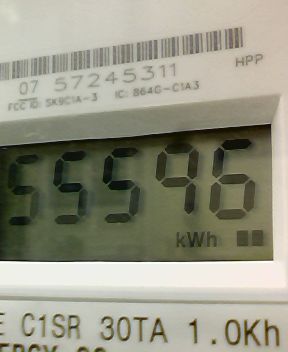 07 57245311
HPP
FCC ID: SK9C1A-3 IC: 864G-C1A3
55596
kWh
E C1SR 30TA 1.0Kh